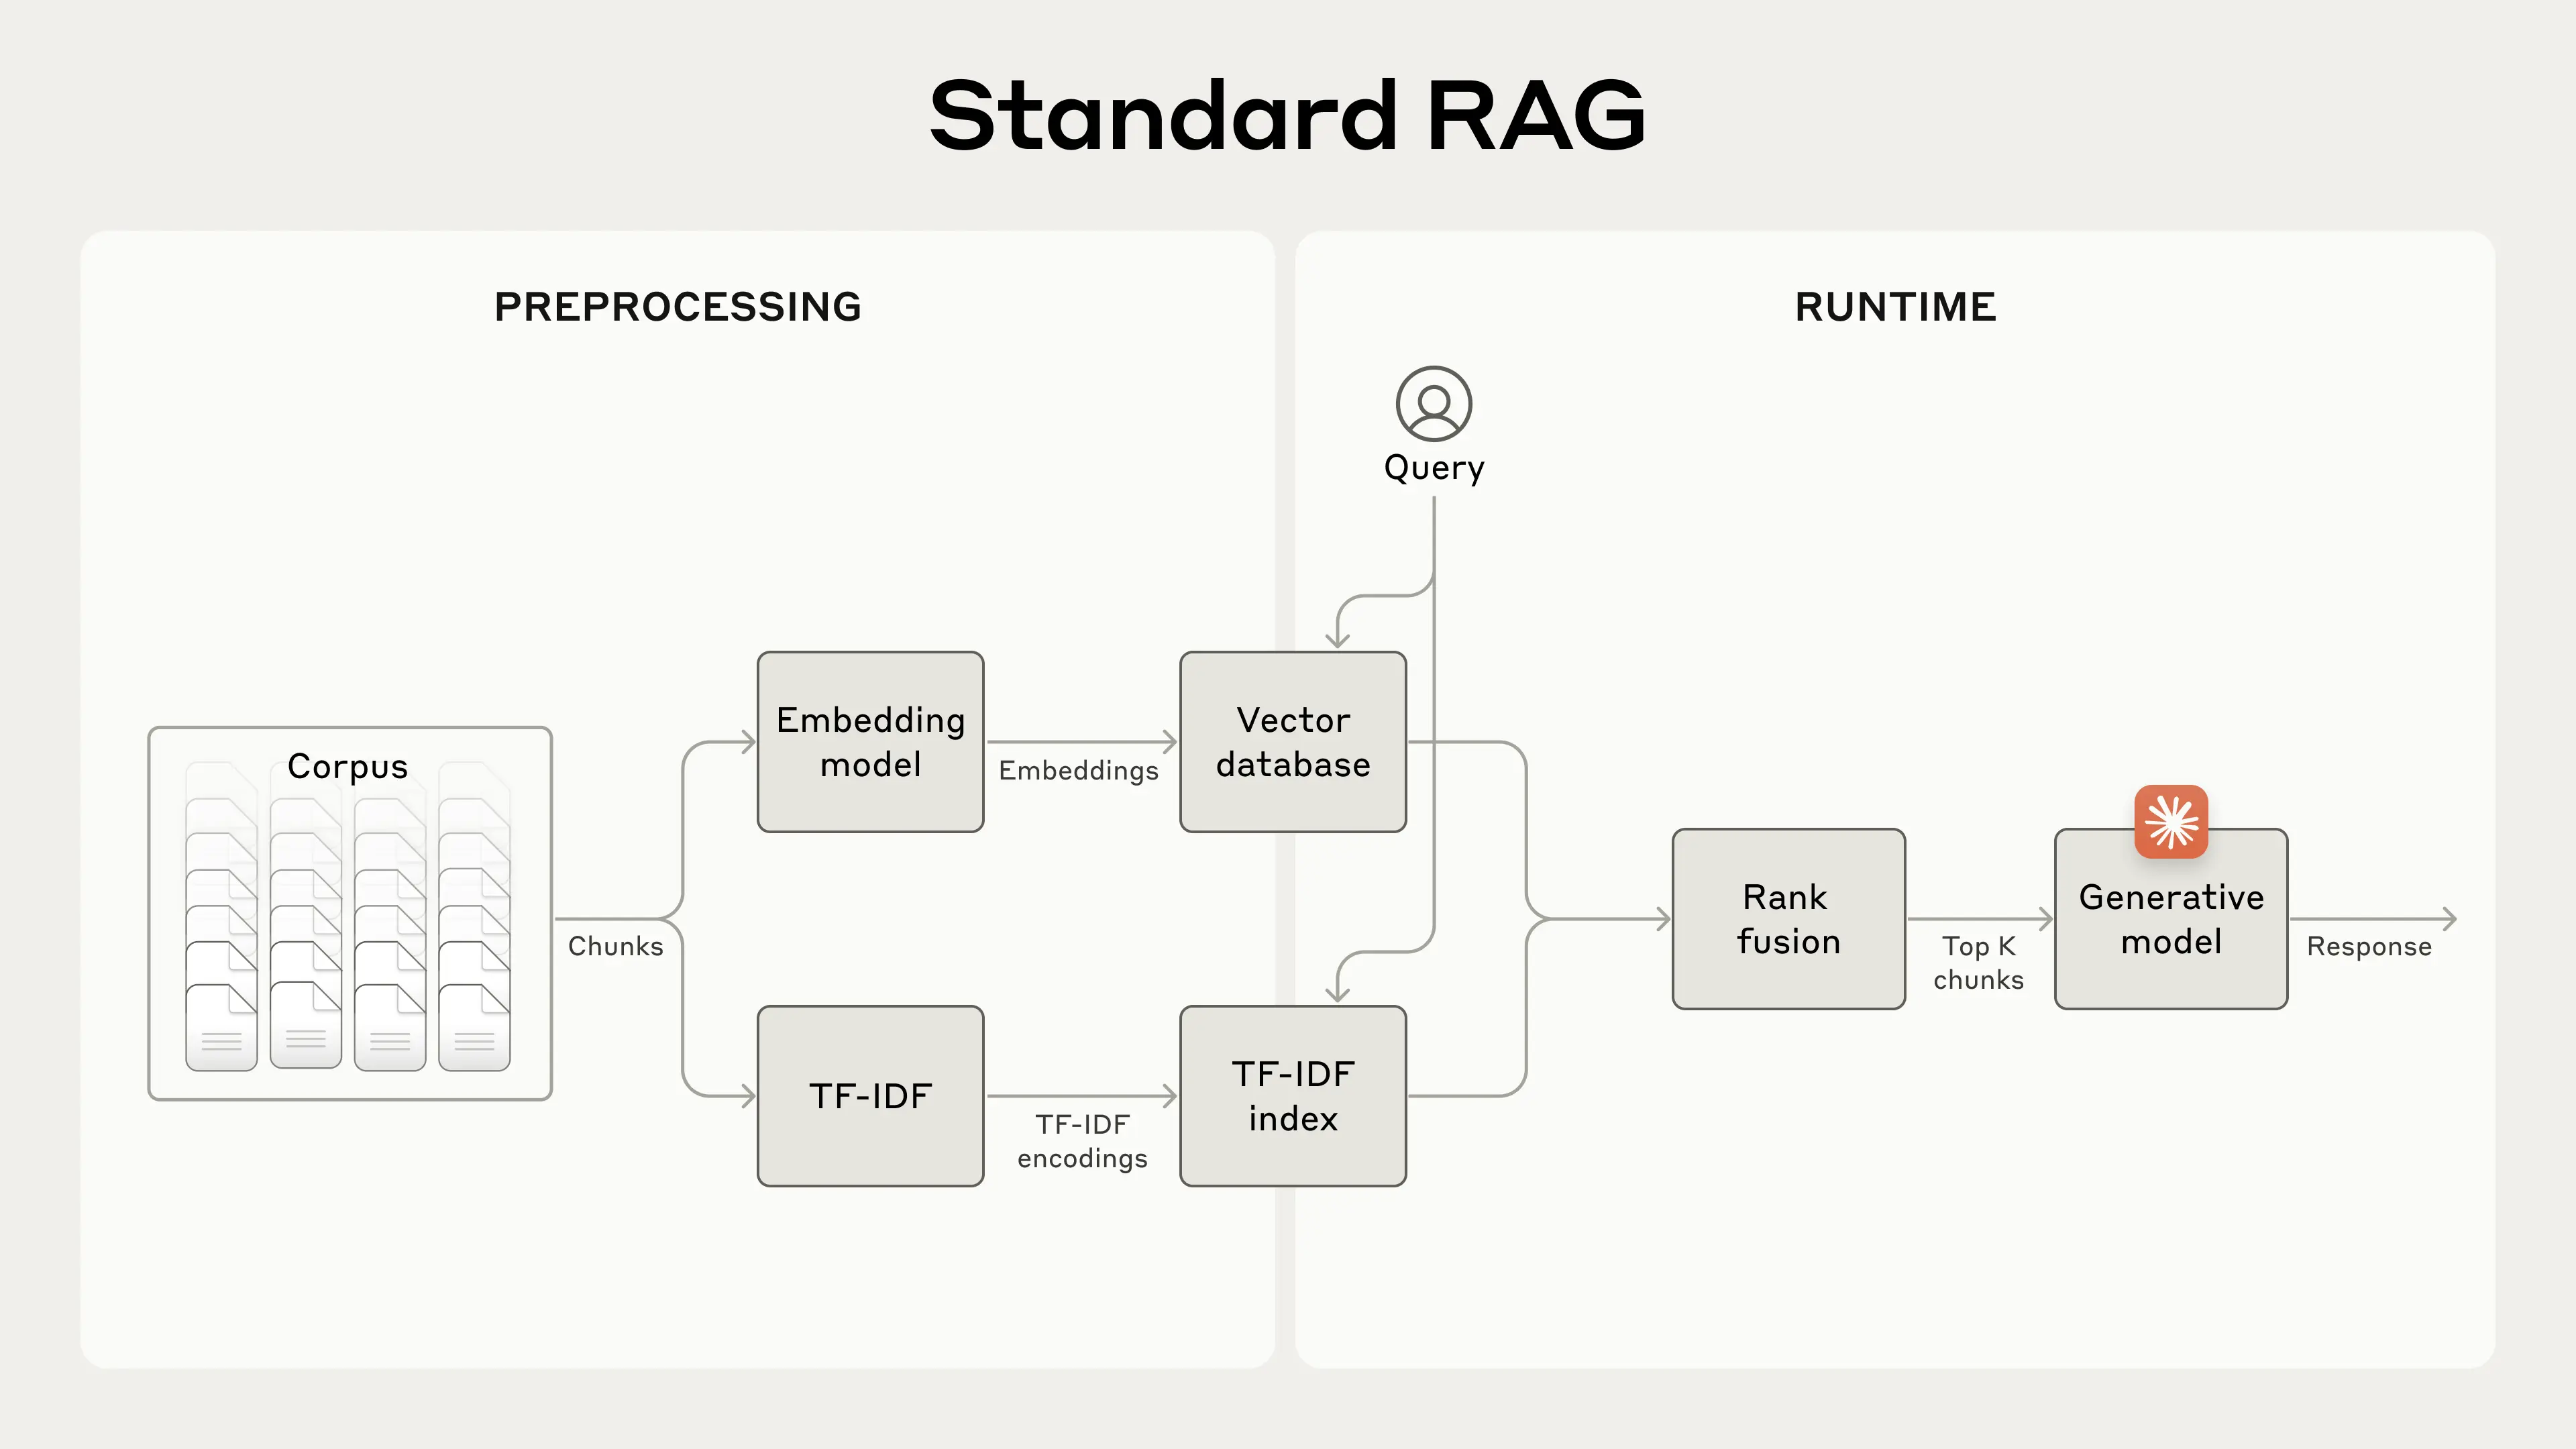 Standard RAG
PREPROCESSING
RUNTIME
Query
Corpus
Chunks
Embedding
model
Embeddings
Vector
database
TF-IDF
TF-IDF
encodings
TF-IDF
index
Rank
fusion
Top K
chunks
Generative
model
Response